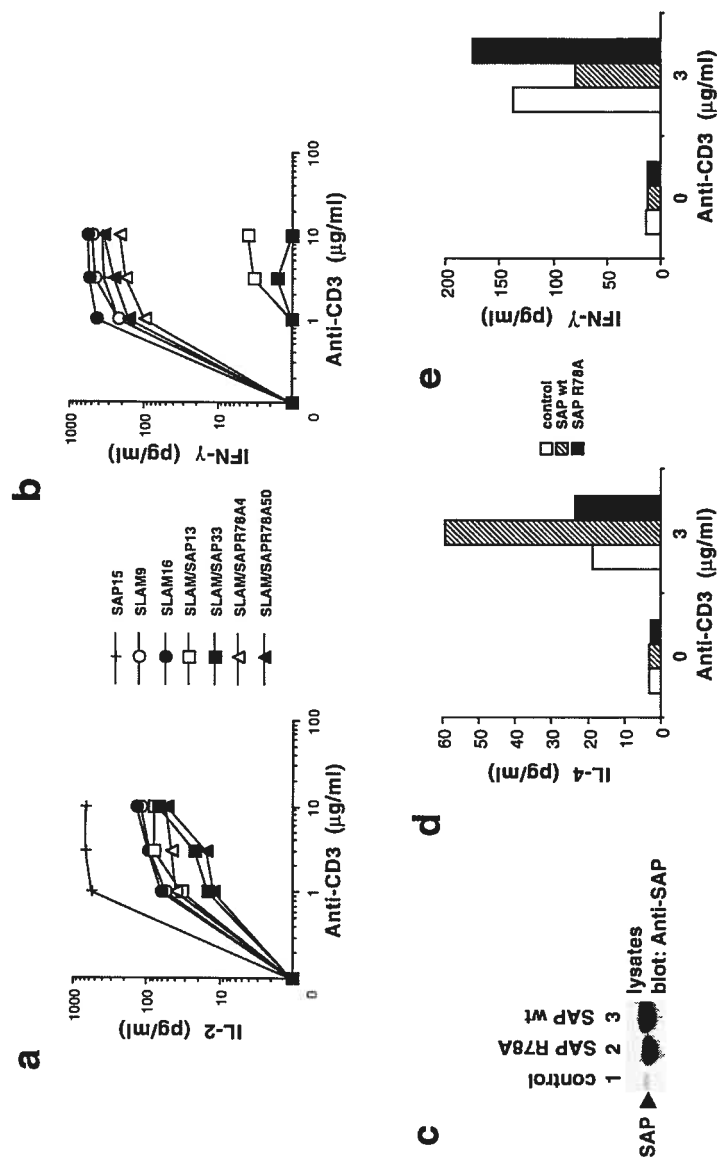 a
IL-2 (pg/ml)
1000
100
10
0
1
10
100
Anti-CD3 (μg/ml)
SAP15
SLAM9
SLAM16
SLAM/SAP13
SLAM/SAP33
SLAM/SAPR78A4
SLAM/SAPR78A50
b
IFN-γ (pg/ml)
1000
100
10
0
1
10
100
Anti-CD3 (μg/ml)
c
control
SAP R78A
SAP wt
1 2 3
SAP
lysates
blot: Anti-SAP
d
IL-4 (pg/ml)
60
50
40
30
20
10
0
0 3
Anti-CD3 (μg/ml)
control
SAP wt
SAP R78A
e
IFN-γ (pg/ml)
200
150
100
50
0
0 3
Anti-CD3 (μg/ml)